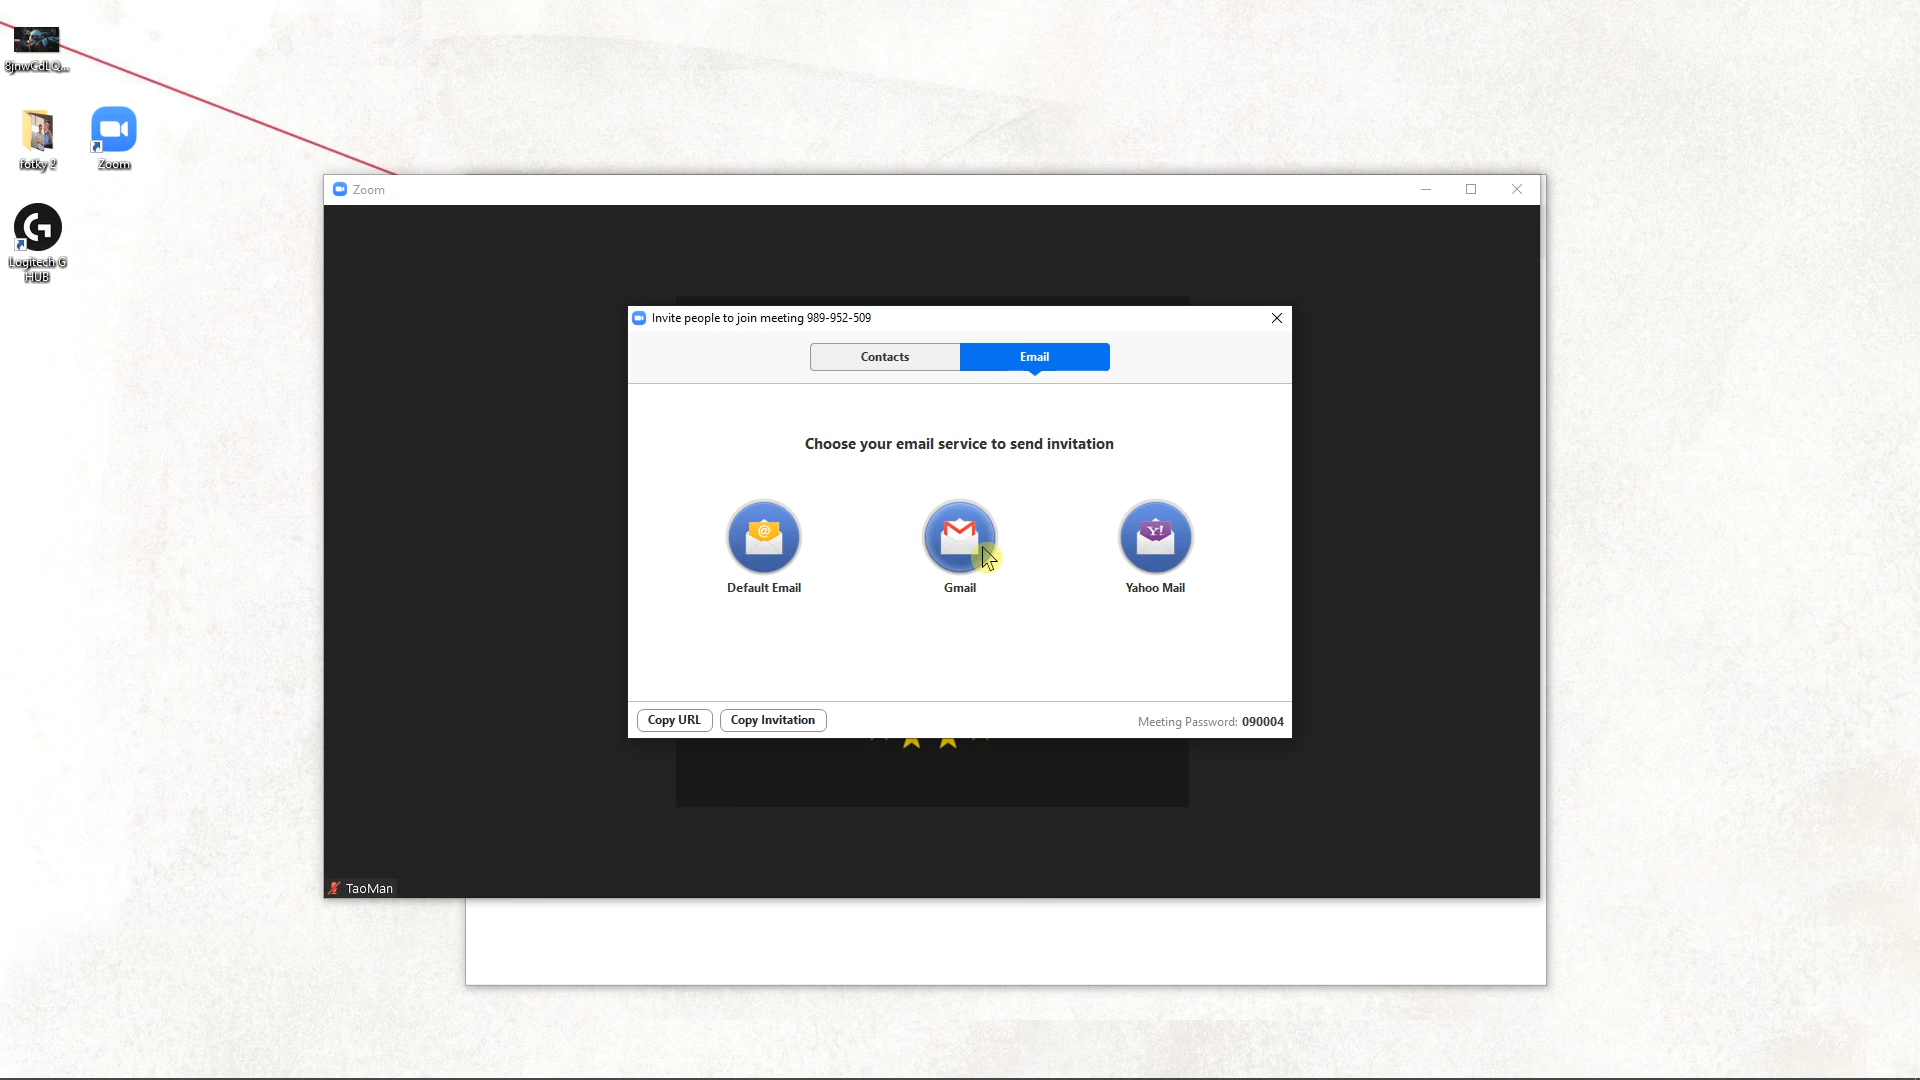 8jnwGdLQ...
fotky 2
Zoom
Logitech G
HUB
Zoom
Invite people to join meeting 989-952-509
Contacts
Email
Choose your email service to send invitation
@
Y!
Default Email
Gmail
Yahoo Mail
Copy URL
Copy Invitation
Meeting Password: 090004
TaoMan